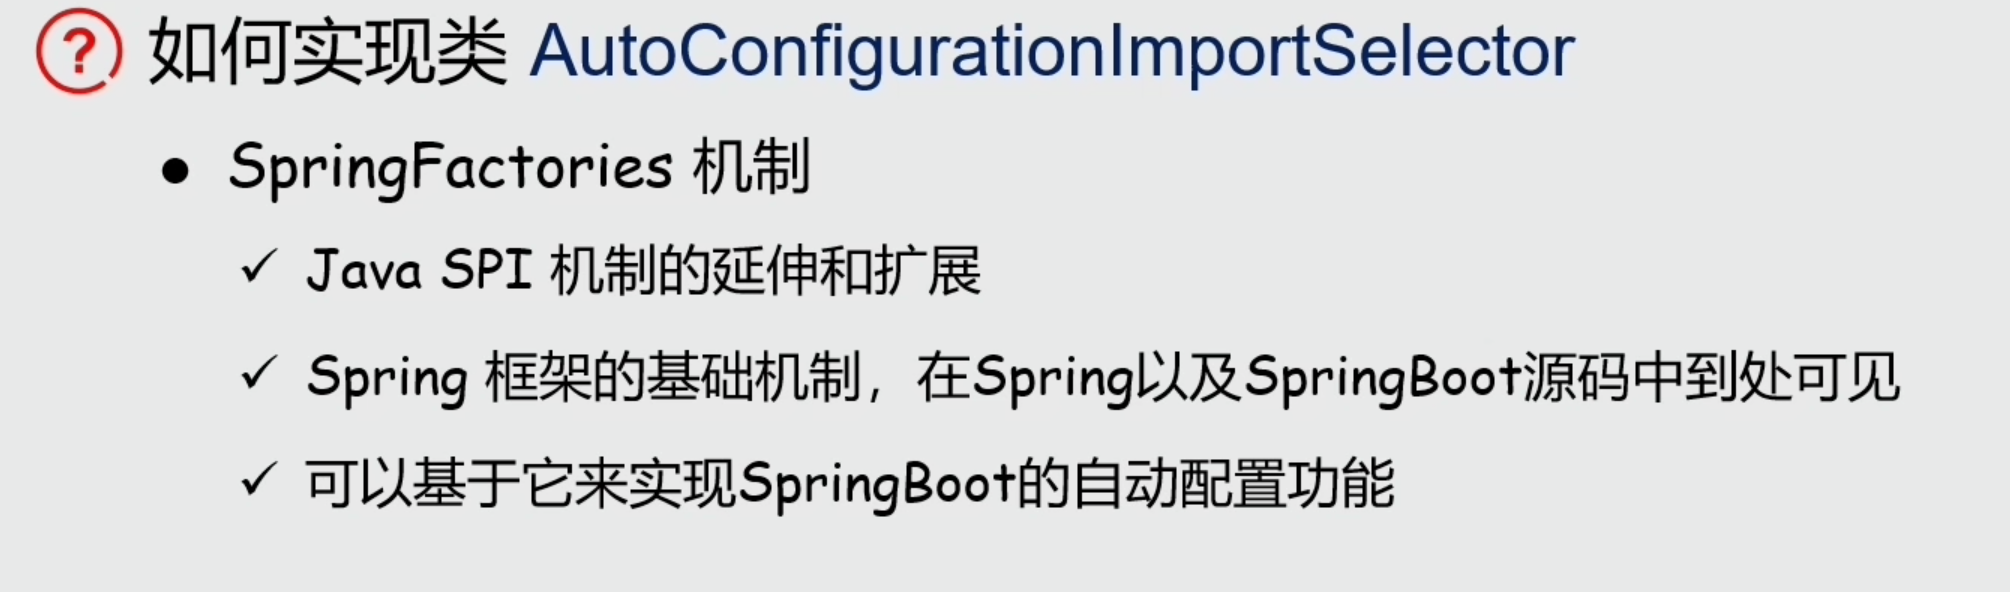 ? 如何实现类 AutoConfigurationImportSelector
● SpringFactories 机制
✓ Java SPI 机制的延伸和扩展
✓ Spring 框架的基础机制，在Spring以及SpringBoot源码中到处可见
✓ 可以基于它来实现SpringBoot的自动配置功能